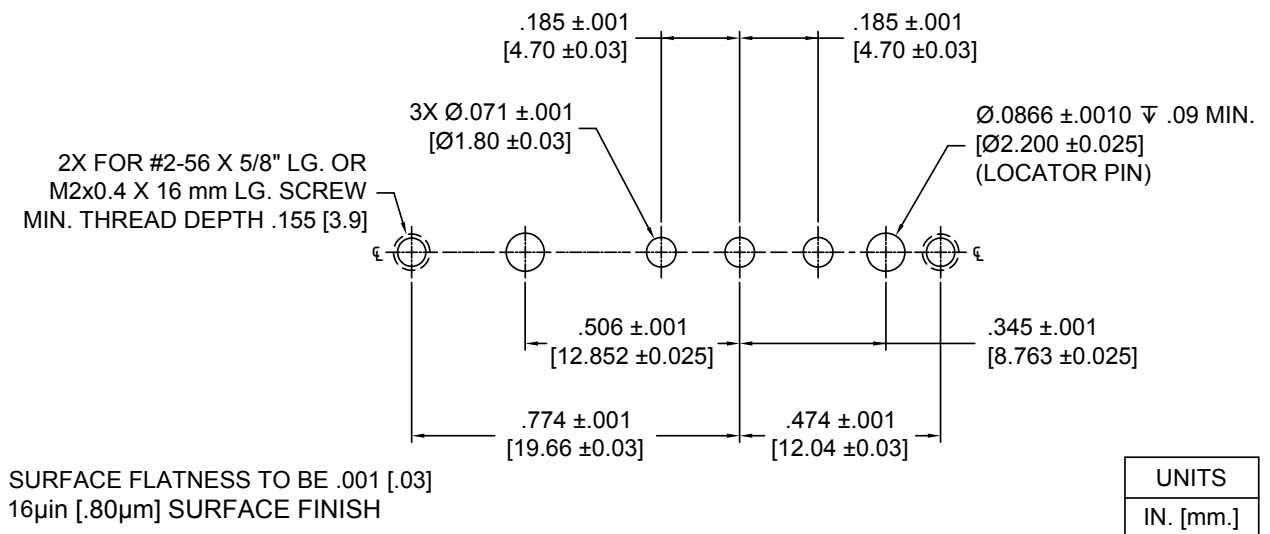 .185 ±.001
[4.70 ±0.03]
.185 ±.001
[4.70 ±0.03]
3X Ø.071 ±.001
[Ø1.80 ±0.03]
Ø.0866 ±.0010 ↧ .09 MIN.
[Ø2.200 ±0.025]
(LOCATOR PIN)
2X FOR #2-56 X 5/8" LG. OR
M2x0.4 X 16 mm LG. SCREW
MIN. THREAD DEPTH .155 [3.9]
℄
℄
.506 ±.001
[12.852 ±0.025]
.345 ±.001
[8.763 ±0.025]
.774 ±.001
[19.66 ±0.03]
.474 ±.001
[12.04 ±0.03]
SURFACE FLATNESS TO BE .001 [.03]
16µin [.80µm] SURFACE FINISH
UNITS
IN. [mm.]